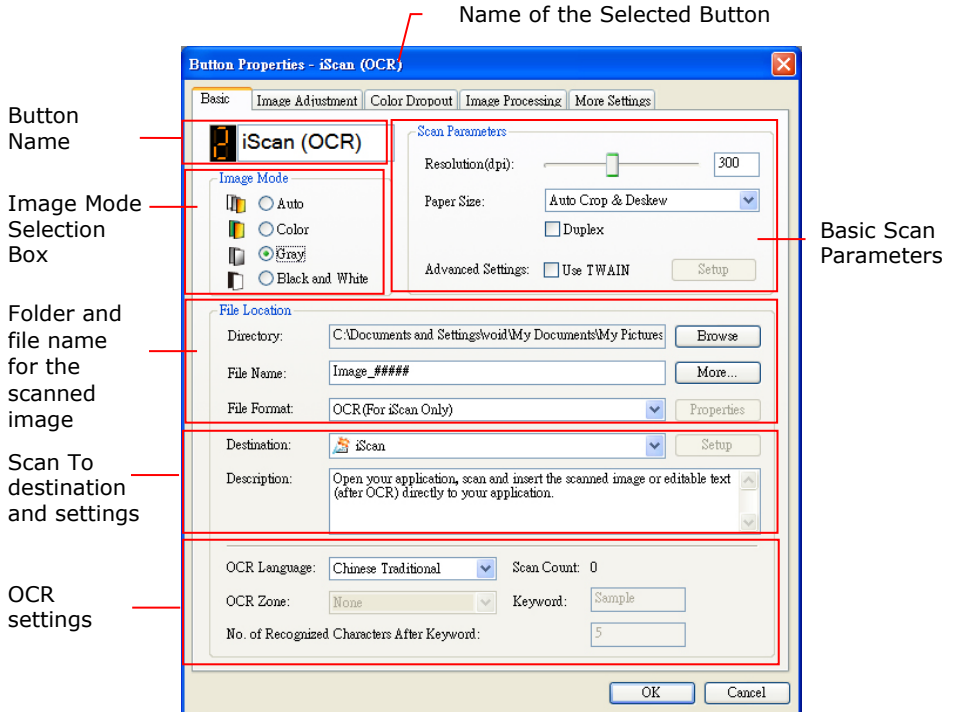 Name of the Selected Button
Button Properties - iScan (OCR)
Basic
Image Adjustment
Color Dropout
Image Processing
More Settings
Button
Name
2
iScan (OCR)
Image Mode
Selection
Box
Image Mode
Auto
Color
Gray
Black and White
Scan Parameters
Resolution(dpi):
300
Paper Size:
Auto Crop & Deskew
Duplex
Advanced Settings:
Use TWAIN
Setup
Basic Scan
Parameters
Folder and
file name
for the
scanned
image
File Location
Directory:
C:\Documents and Settings\void\My Documents\My Pictures
Browse
File Name:
Image_#####
More...
File Format:
OCR(For iScan Only)
Properties
Scan To
destination
and settings
Destination:
iScan
Setup
Description:
Open your application, scan and insert the scanned image or editable text
(after OCR) directly to your application.
OCR
settings
OCR Language:
Chinese Traditional
Scan Count: 0
OCR Zone:
None
Keyword:
Sample
No. of Recognized Characters After Keyword:
5
OK
Cancel